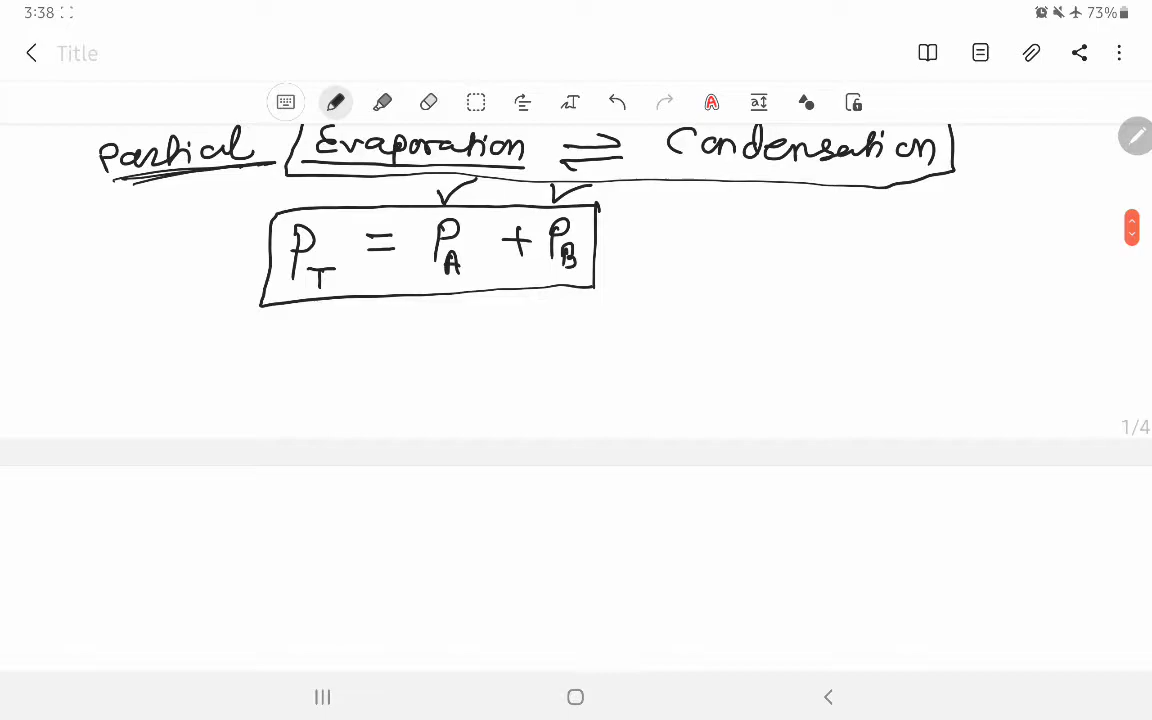 3:38 73%
Title
Partial Evaporation ⇌ Condensation
✓ ✓
P_T = P_A + P_B
1/4